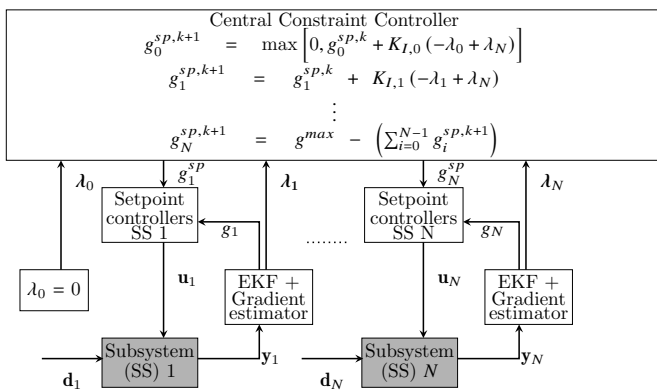 Central Constraint Controller
g_0^{sp,k+1} = max [0, g_0^{sp,k} + K_{I,0} (-λ_0 + λ_N)]
g_1^{sp,k+1} = g_1^{sp,k} + K_{I,1} (-λ_1 + λ_N)
⋮
g_N^{sp,k+1} = g^{max} - (∑_{i=0}^{N-1} g_i^{sp,k+1})
λ_0
g_1^{sp}
λ_1
g_N^{sp}
λ_N
Setpoint
controllers
SS 1
g_1
........
Setpoint
controllers
SS N
g_N
λ_0 = 0
u_1
EKF +
Gradient
estimator
u_N
EKF +
Gradient
estimator
d_1
Subsystem
(SS) 1
y_1
d_N
Subsystem
(SS) N
y_N